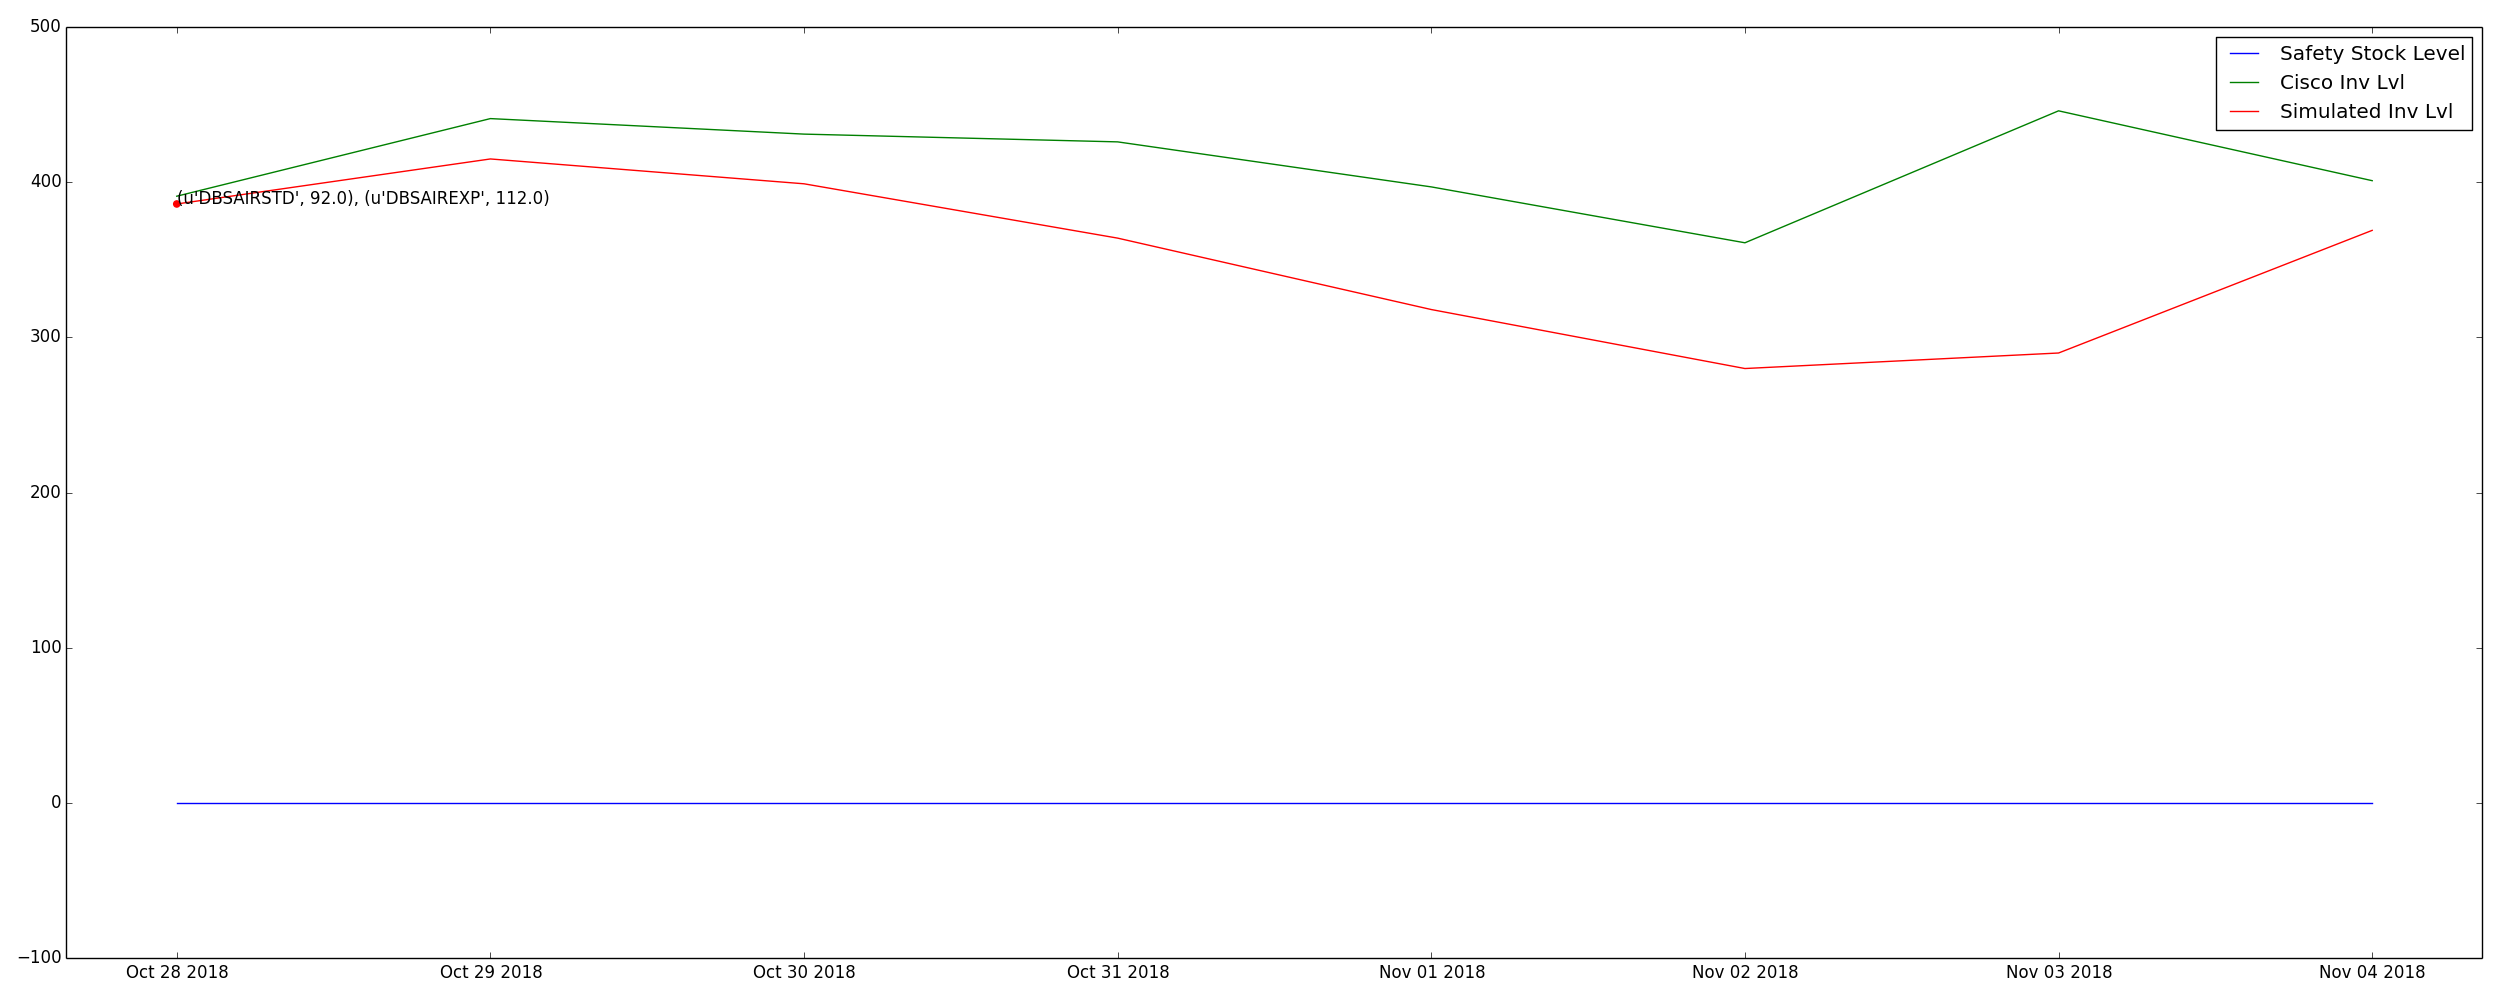 500
Safety Stock Level
Cisco Inv Lvl
Simulated Inv Lvl
400
(u'DBSAIRSTD', 92.0), (u'DBSAIREXP', 112.0)
300
200
100
0
−100
Oct 28 2018 Oct 29 2018 Oct 30 2018 Oct 31 2018 Nov 01 2018 Nov 02 2018 Nov 03 2018 Nov 04 2018